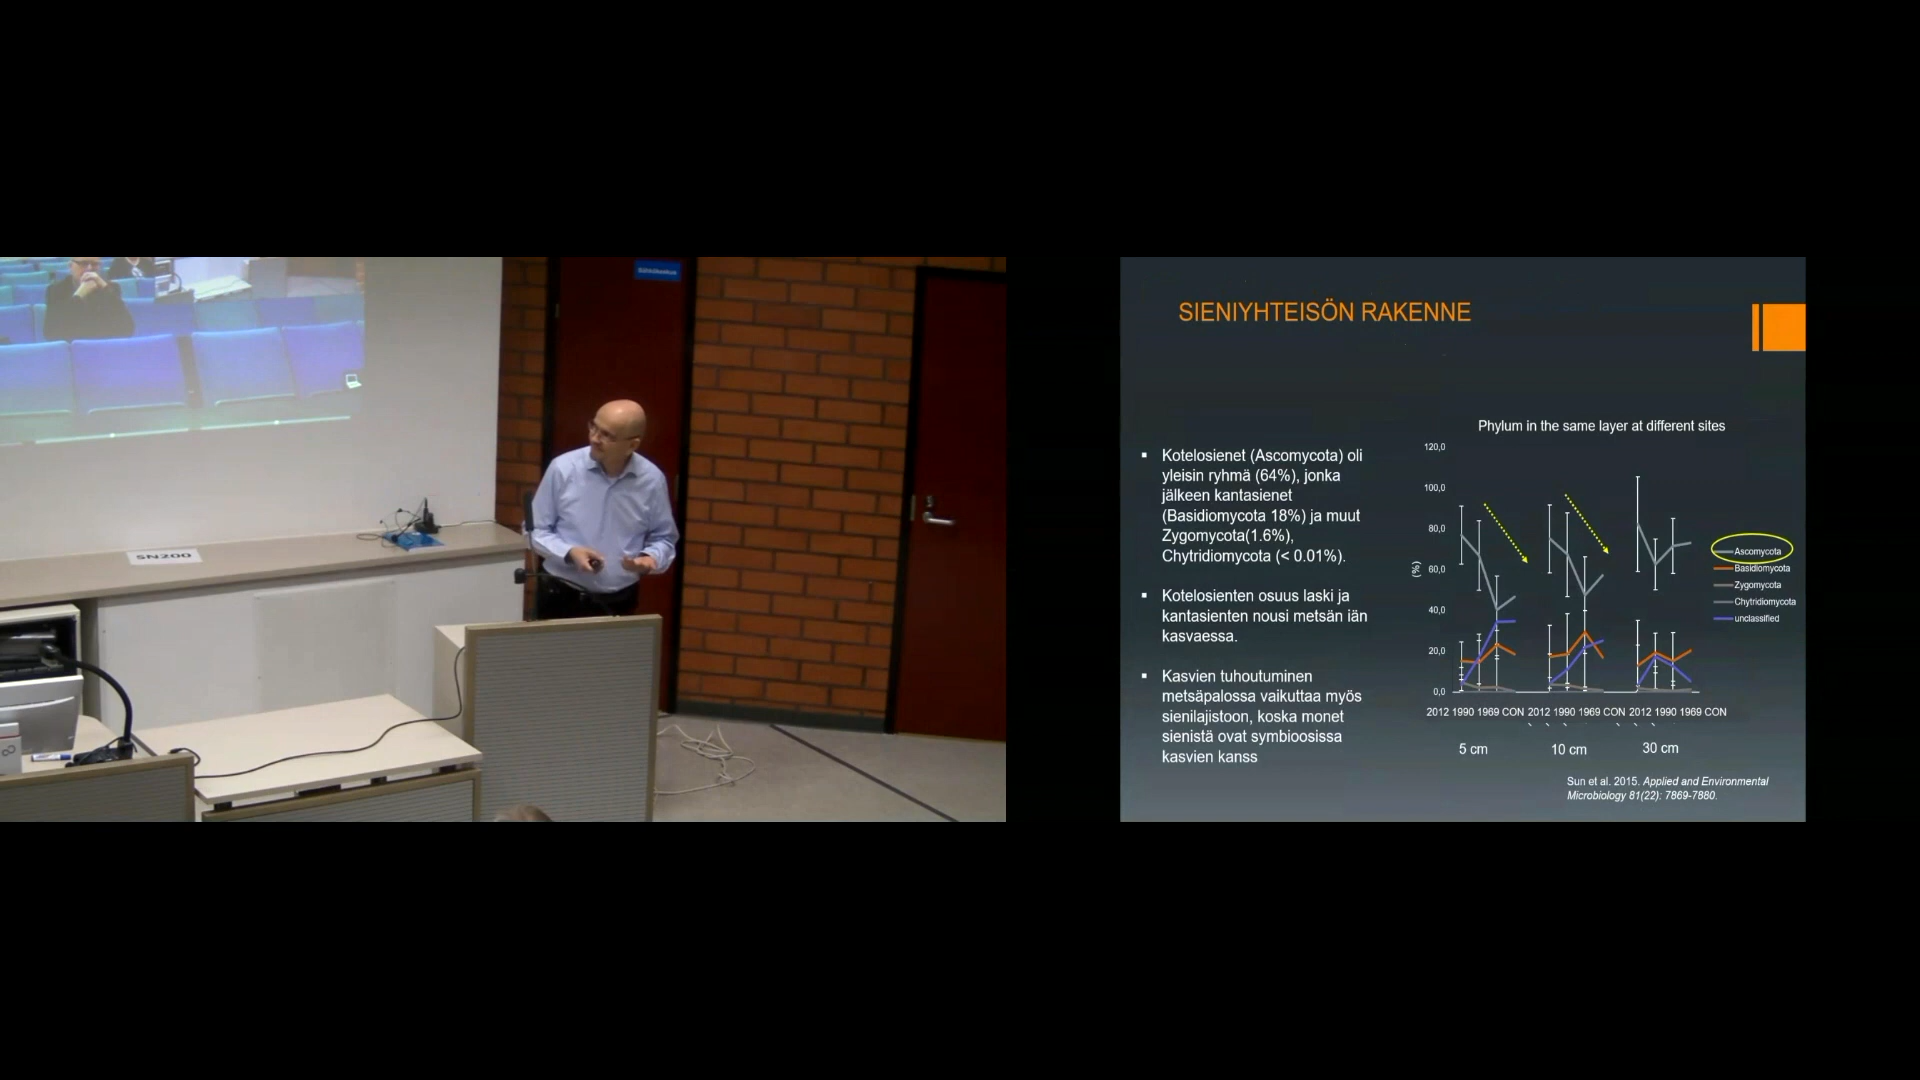 SN200
SIENIYHTEISÖN RAKENNE
Kotelosienet (Ascomycota) oli
yleisin ryhmä (64%), jonka
jälkeen kantasienet
(Basidiomycota 18%) ja muut
Zygomycota(1.6%),
Chytridiomycota (< 0.01%).
Kotelosienten osuus laski ja
kantasienten nousi metsän iän
kasvaessa.
Kasvien tuhoutuminen
metsäpalossa vaikuttaa myös
sienilajistoon, koska monet
sienistä ovat symbioosissa
kasvien kanss
Phylum in the same layer at different sites
120,0
100,0
80,0
60,0
40,0
20,0
0,0
(%)
2012 1990 1969 CON 2012 1990 1969 CON 2012 1990 1969 CON
5 cm 10 cm 30 cm
Ascomycota
Basidiomycota
Zygomycota
Chytridiomycota
unclassified
Sun et al. 2015. Applied and Environmental
Microbiology 81(22): 7869-7880.